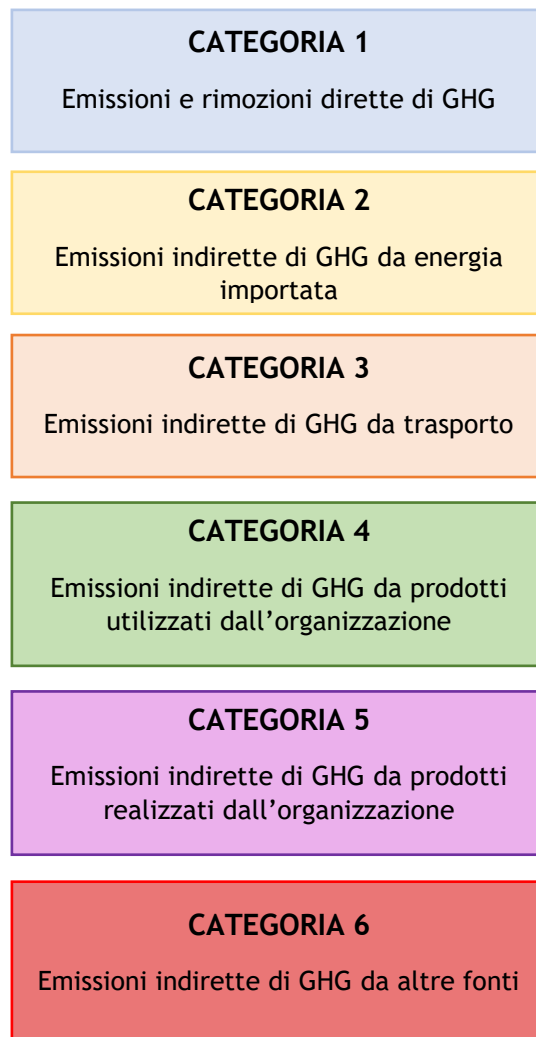 CATEGORIA 1
Emissioni e rimozioni dirette di GHG
CATEGORIA 2
Emissioni indirette di GHG da energia
importata
CATEGORIA 3
Emissioni indirette di GHG da trasporto
CATEGORIA 4
Emissioni indirette di GHG da prodotti
utilizzati dall’organizzazione
CATEGORIA 5
Emissioni indirette di GHG da prodotti
realizzati dall’organizzazione
CATEGORIA 6
Emissioni indirette di GHG da altre fonti